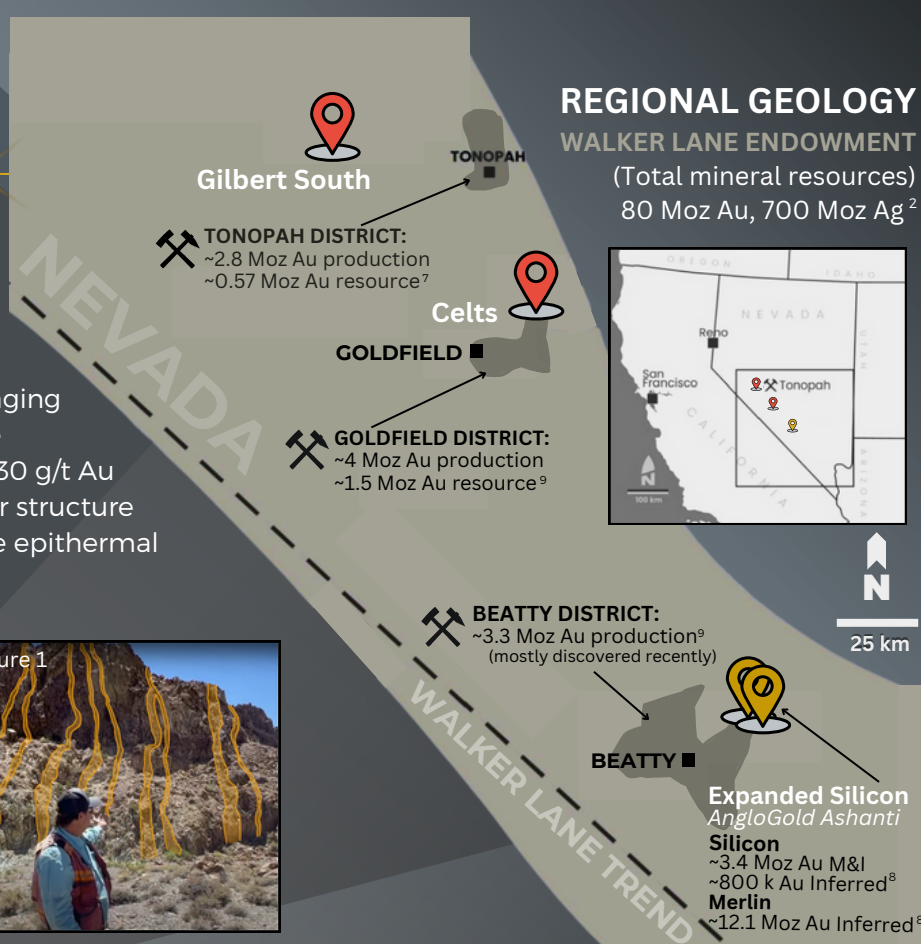 REGIONAL GEOLOGY
WALKER LANE ENDOWMENT
(Total mineral resources)
80 Moz Au, 700 Moz Ag ²
Gilbert South
TONOPAH
TONOPAH DISTRICT:
~2.8 Moz Au production
~0.57 Moz Au resource⁷
Celts
GOLDFIELD
GOLDFIELD DISTRICT:
~4 Moz Au production
~1.5 Moz Au resource ⁹
NEVADA
OREGON
IDAHO
NEVADA
UTAH
Reno
San
Francisco
Tonopah
CALIFORNIA
ARIZONA
N
100 km
N
25 km
30 g/t Au
structure
epithermal
BEATTY DISTRICT:
~3.3 Moz Au production⁹
(mostly discovered recently)
WALKER LANE TREND
BEATTY
Expanded Silicon
AngloGold Ashanti
Silicon
~3.4 Moz Au M&I
~800 k Au Inferred⁸
Merlin
~12.1 Moz Au Inferred⁸
ure 1